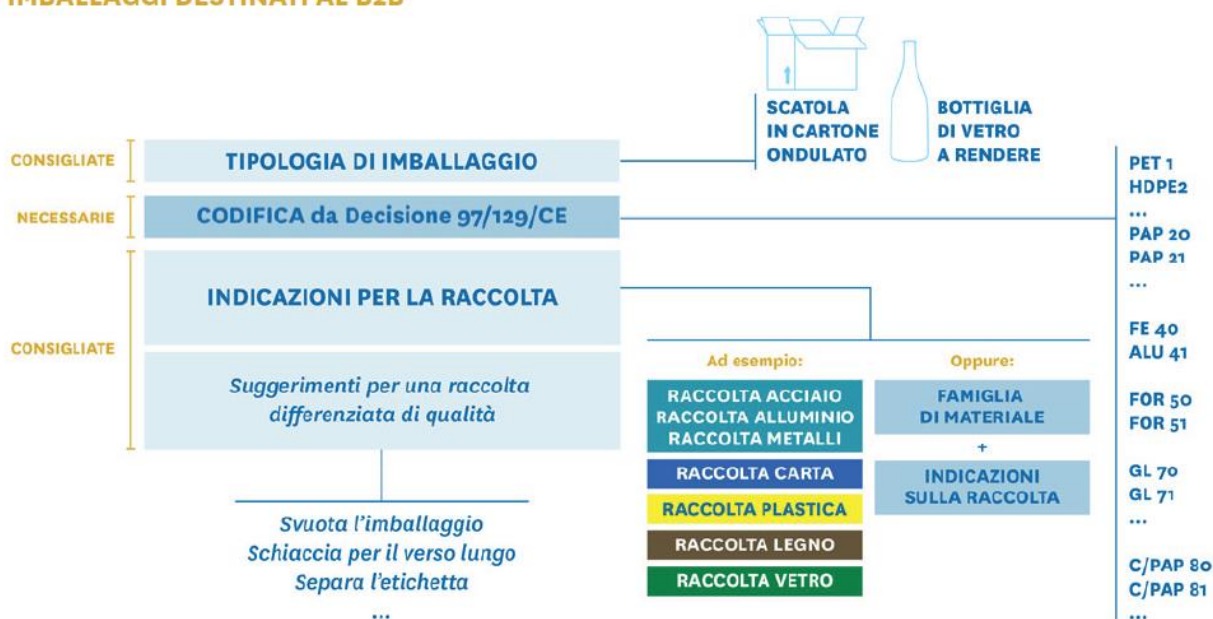 IMBALLAGGI DESTINATI AL B2B
SCATOLA
IN CARTONE
ONDULATO
BOTTIGLIA
DI VETRO
A RENDERE
CONSIGLIATE
TIPOLOGIA DI IMBALLAGGIO
NECESSARIE
CODIFICA da Decisione 97/129/CE
PET 1
HDPE2
...
PAP 20
PAP 21
...
FE 40
ALU 41
FOR 50
FOR 51
GL 70
GL 71
...
C/PAP 80
C/PAP 81
...
CONSIGLIATE
INDICAZIONI PER LA RACCOLTA
Suggerimenti per una raccolta
differenziata di qualità
Svuota l'imballaggio
Schiaccia per il verso lungo
Separa l'etichetta
...
Ad esempio:
RACCOLTA ACCIAIO
RACCOLTA ALLUMINIO
RACCOLTA METALLI
RACCOLTA CARTA
RACCOLTA PLASTICA
RACCOLTA LEGNO
RACCOLTA VETRO
Oppure:
FAMIGLIA
DI MATERIALE
+
INDICAZIONI
SULLA RACCOLTA